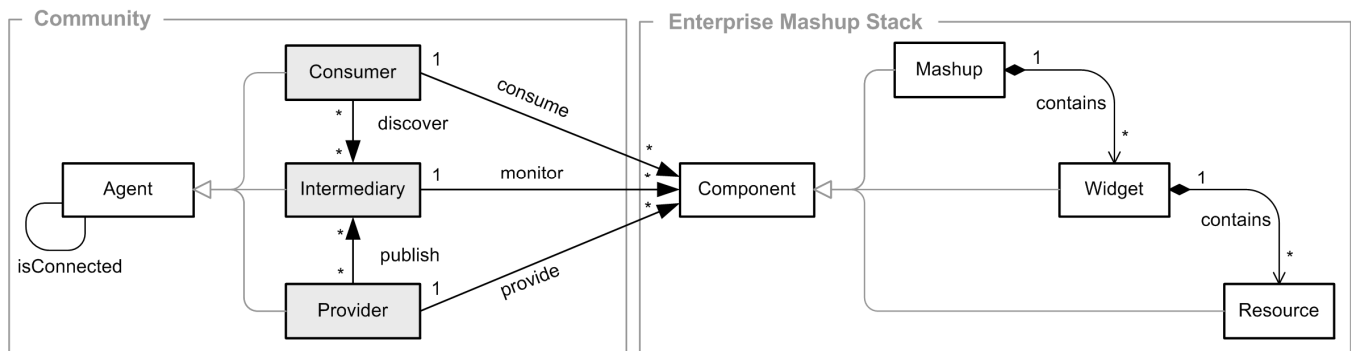 Community
Enterprise Mashup Stack
Consumer
1
consume
*
discover
*
*
Agent
isConnected
Intermediary
1
monitor
*
*
*
publish
*
Provider
1
provide
*
Component
Mashup
1
contains
*
Widget
1
contains
*
Resource